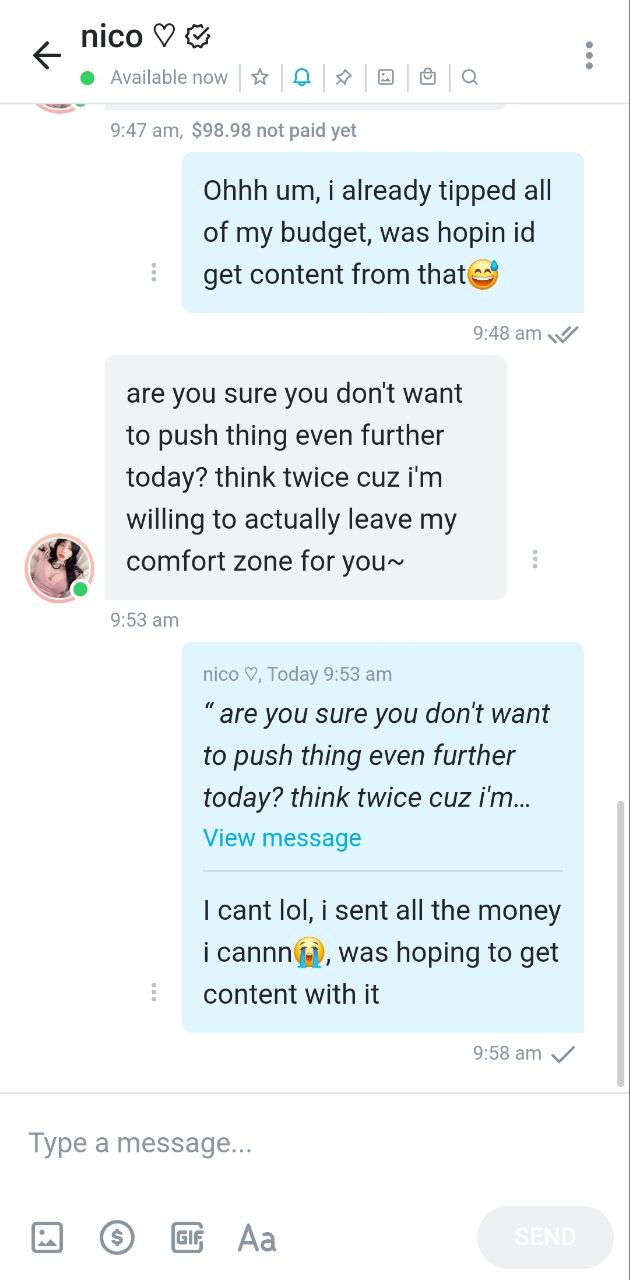 nico ♡
Available now
9:47 am, $98.98 not paid yet
Ohhh um, i already tipped all
of my budget, was hopin id
get content from that😅
9:48 am
are you sure you don't want
to push thing even further
today? think twice cuz i'm
willing to actually leave my
comfort zone for you~
9:53 am
nico ♡, Today 9:53 am
“ are you sure you don't want
to push thing even further
today? think twice cuz i'm...
View message
I cant lol, i sent all the money
i cannn😭, was hoping to get
content with it
9:58 am
Type a message...
GIF
Aa
SEND